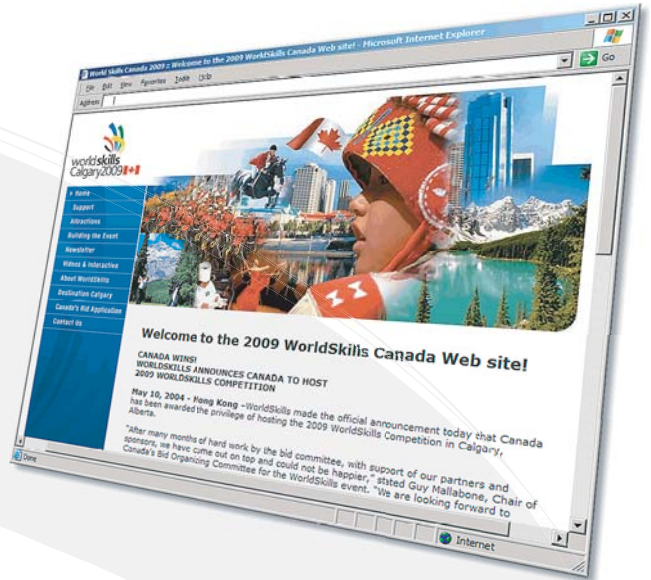 World Skills Canada 2009 :: Welcome to the 2009 WorldSkills Canada Web site! - Microsoft Internet Explorer
File Edit View Favorites Tools Help
Address
Go
worldskills
Calgary2009
Home
Support
Attractions
Building the Event
Newsletter
Videos & Interactive
About WorldSkills
Destination Calgary
Canada's Bid Application
Contact Us
Welcome to the 2009 WorldSkills Canada Web site!
CANADA WINS!
WORLDSKILLS ANNOUNCES CANADA TO HOST
2009 WORLDSKILLS COMPETITION
May 10, 2004 - Hong Kong -WorldSkills made the official announcement today that Canada
has been awarded the privilege of hosting the 2009 WorldSkills Competition in Calgary,
Alberta.
"After many months of hard work by the bid committee, with support of our partners and
sponsors, we have come out on top and could not be happier," stated Guy Mallabone, Chair of
Canada's Bid Organizing Committee for the WorldSkills event. "We are looking forward to
Done
Internet